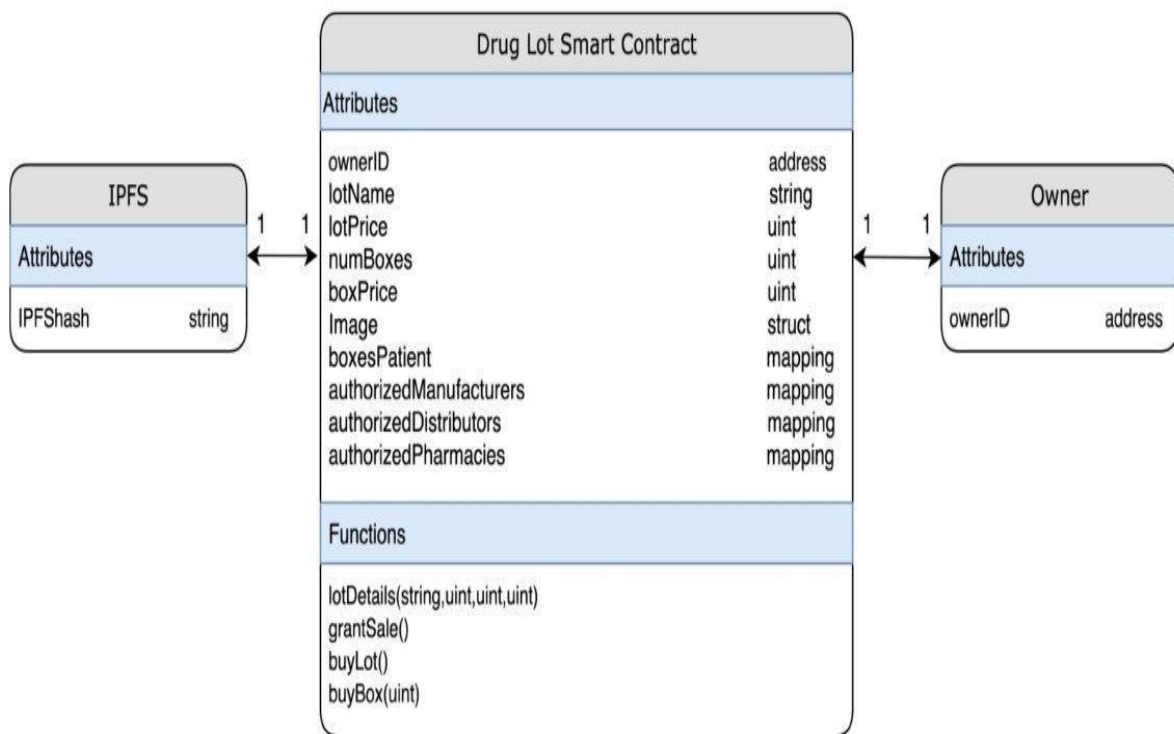 Drug Lot Smart Contract
Attributes
ownerID address
lotName string
lotPrice uint
numBoxes uint
boxPrice uint
Image struct
boxesPatient mapping
authorizedManufacturers mapping
authorizedDistributors mapping
authorizedPharmacies mapping
Functions
lotDetails(string,uint,uint,uint)
grantSale()
buyLot()
buyBox(uint)
IPFS
Attributes
IPFShash string
1 1
Owner
Attributes
ownerID address
1 1